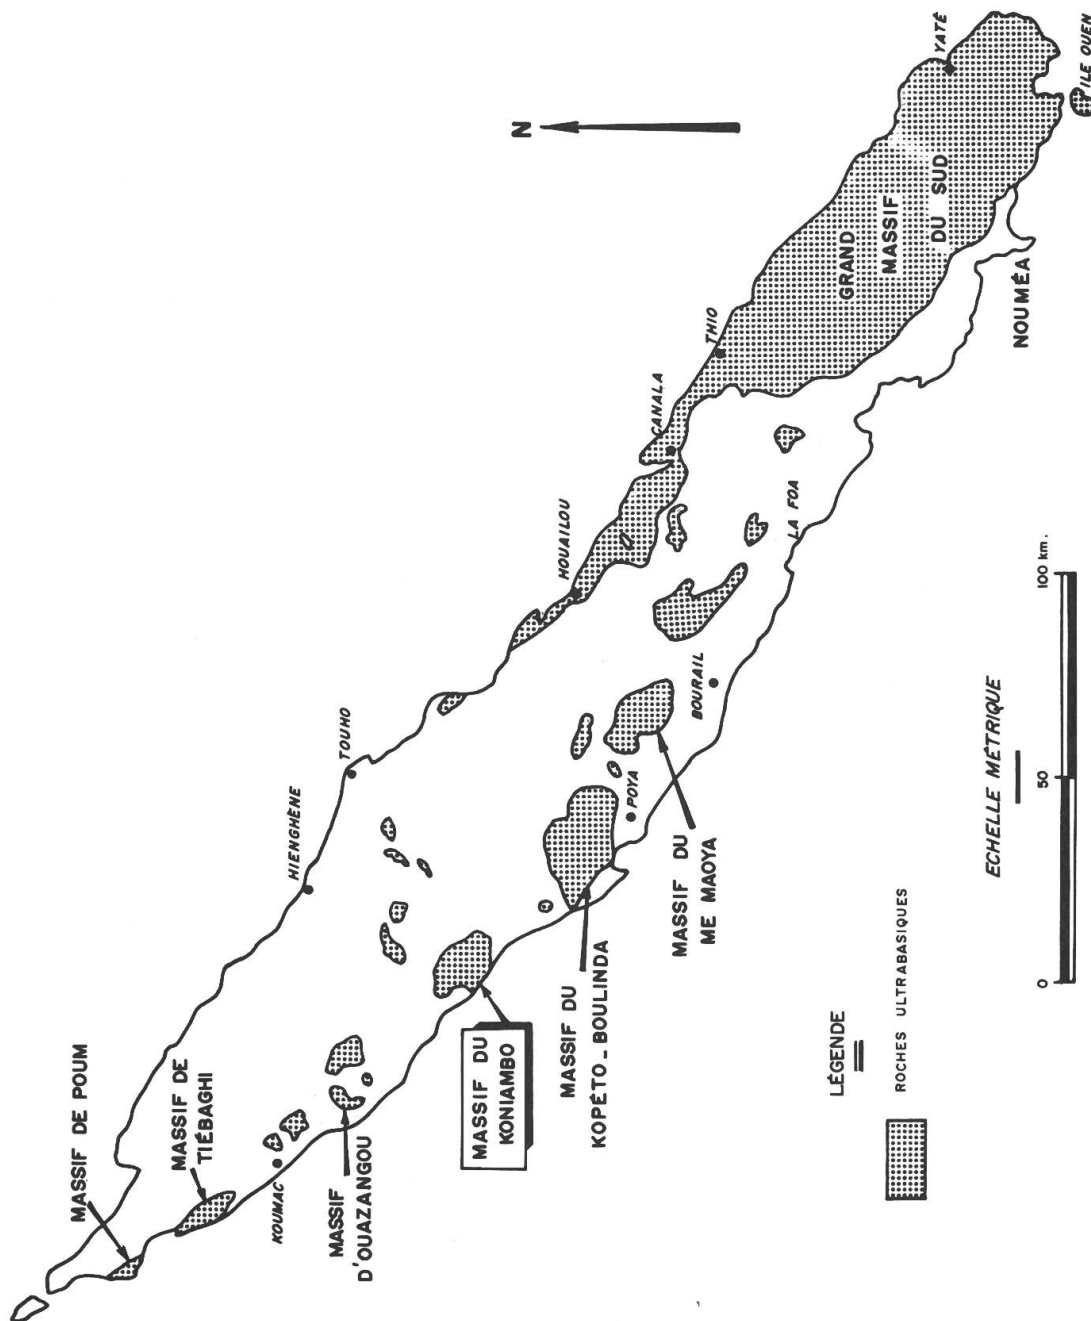 MASSIF DE POUM
MASSIF DE
TIÉBAGHI
KOUMAC
MASSIF
D'OUAZANGOU
MASSIF DU
KONIAMBO
MASSIF DU
KOPÉTO_BOULINDA
MASSIF DU
ME MAOYA
HIENGHÈNE
TOUHO
HOUAILOU
CANALA
THIO
POYA
BOURAIL
LA FOA
GRAND
MASSIF
DU SUD
YATÉ
NOUMÉA
ILE OUEN
N
LÉGENDE
ROCHES ULTRABASIQUES
ECHELLE MÉTRIQUE
0
50
100 km.